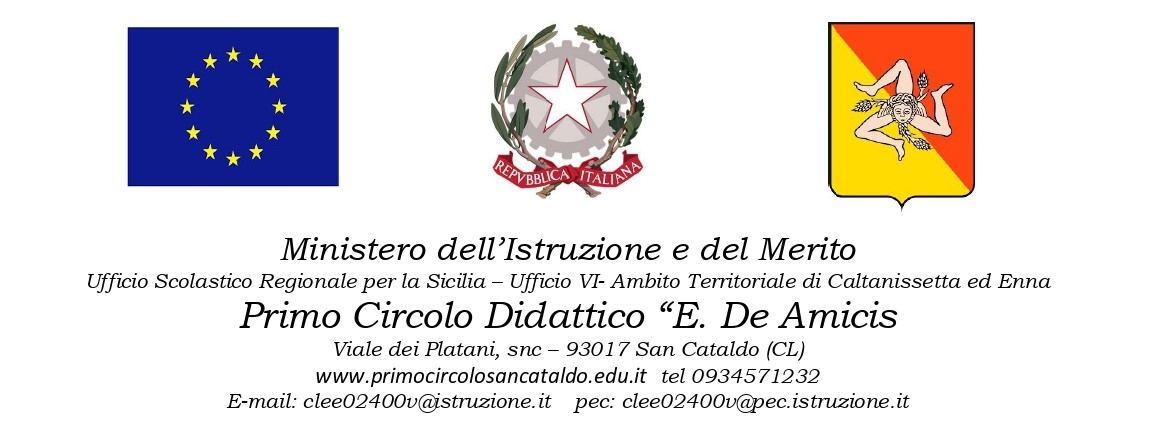 REPVBBLICA ITALIANA
Ministero dell’Istruzione e del Merito
Ufficio Scolastico Regionale per la Sicilia – Ufficio VI- Ambito Territoriale di Caltanissetta ed Enna
Primo Circolo Didattico “E. De Amicis
Viale dei Platani, snc – 93017 San Cataldo (CL)
www.primocircolosancataldo.edu.it tel 0934571232
E-mail: clee02400v@istruzione.it pec: clee02400v@pec.istruzione.it